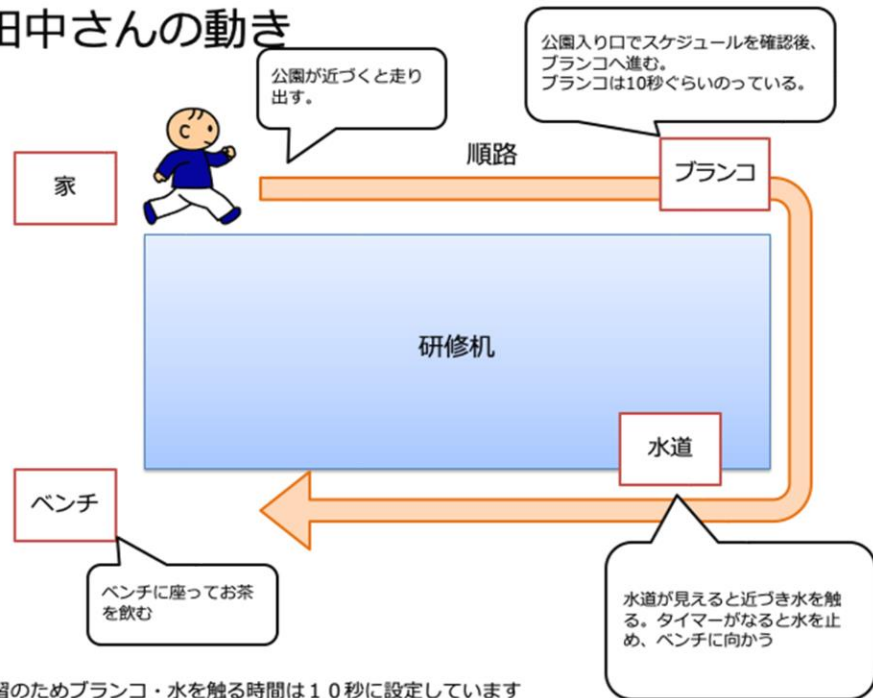 田中さんの動き
公園が近づくと走り
出す。
公園入り口でスケジュールを確認後、
ブランコへ進む。
ブランコは10秒ぐらいのっている。
家
順路
ブランコ
研修机
水道
ベンチ
ベンチに座ってお茶
を飲む
水道が見えると近づき水を触
る。タイマーがなると水を止
め、ベンチに向かう
習のためブランコ・水を触る時間は１０秒に設定しています